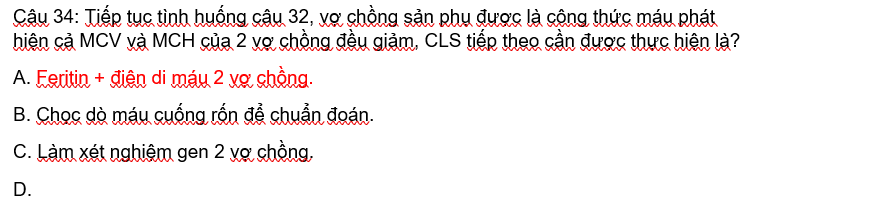 Câu 34: Tiếp tục tình huống câu 32, vợ chồng sản phụ được là công thức máu phát
hiện cả MCV và MCH của 2 vợ chồng đều giảm, CLS tiếp theo cần được thực hiện là?
A. Feritin + điện di máu 2 vợ chồng.
B. Chọc dò máu cuống rốn để chuẩn đoán.
C. Làm xét nghiệm gen 2 vợ chồng.
D.